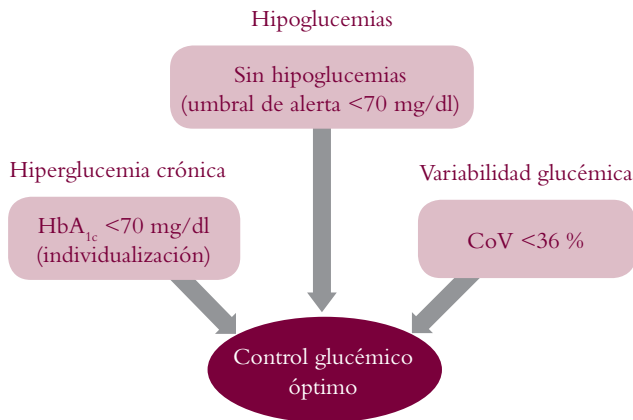 Hipoglucemias
Sin hipoglucemias
(umbral de alerta <70 mg/dl)
Hiperglucemia crónica
HbA1c <70 mg/dl
(individualización)
Variabilidad glucémica
CoV <36 %
Control glucémico
óptimo